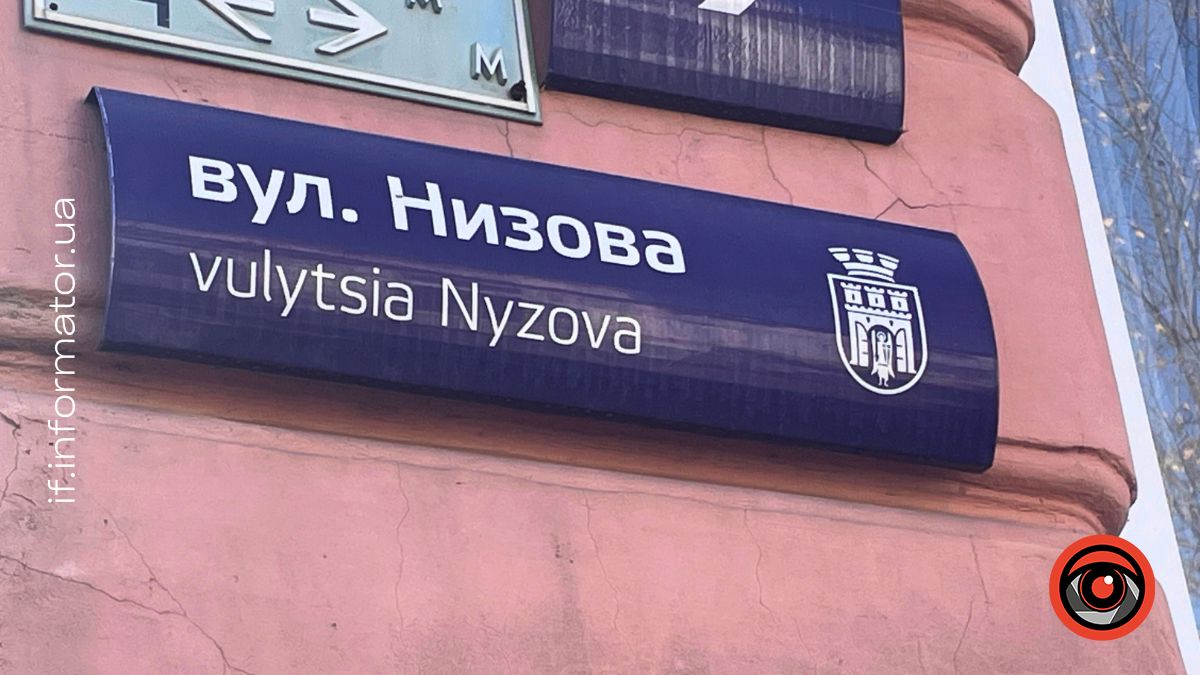 м
м
вул. Низова
vulytsia Nyzova
if.informator.ua